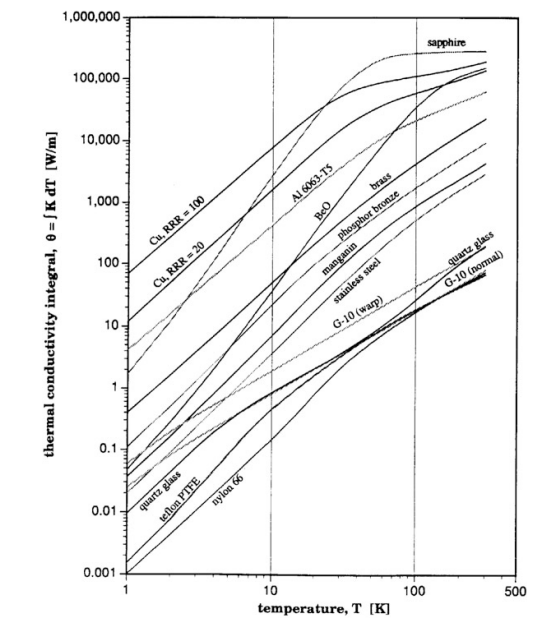 1,000,000
100,000
10,000
1,000
100
10
1
0.1
0.01
0.001
thermal conductivity integral, θ = ∫ K dT [W/m]
sapphire
Cu, RRR = 100
Cu, RRR = 20
Al 6063-T5
BeO
brass
phosphor bronze
manganin
stainless steel
quartz glass
G-10 (warp)
G-10 (normal)
quartz glass
teflon PTFE
nylon 66
1
10
100
500
temperature, T [K]